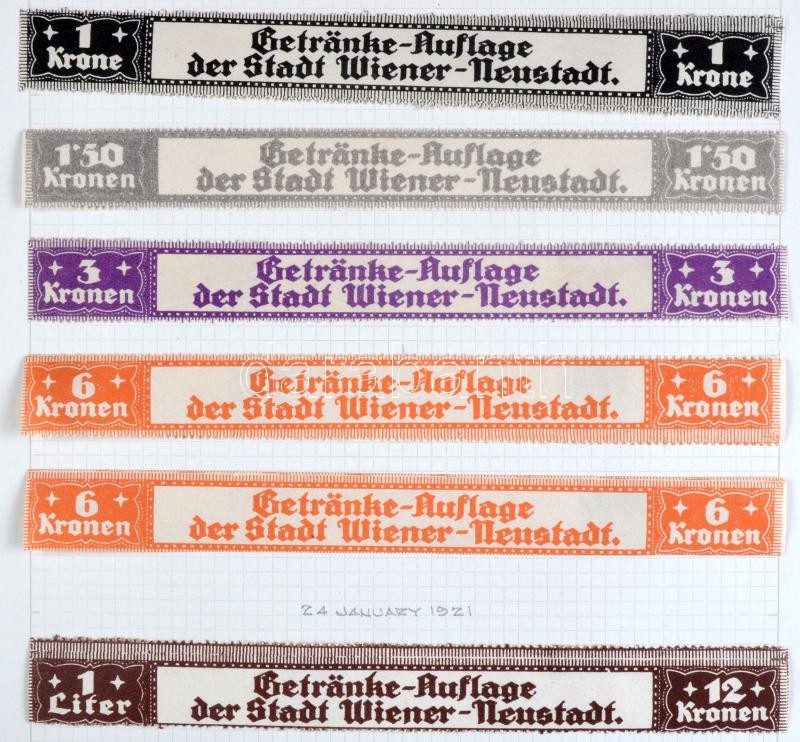 1 Krone
Getränke-Auflage
der Stadt Wiener-Neustadt.
1 Krone
1'50 Kronen
Getränke-Auflage
der Stadt Wiener-Neustadt.
1'50 Kronen
3 Kronen
Getränke-Auflage
der Stadt Wiener-Neustadt.
3 Kronen
6 Kronen
Getränke-Auflage
der Stadt Wiener-Neustadt.
6 Kronen
darabanth
6 Kronen
Getränke-Auflage
der Stadt Wiener-Neustadt.
6 Kronen
24 JANUARY 1921
1 Liter
Getränke-Auflage
der Stadt Wiener-Neustadt.
12 Kronen